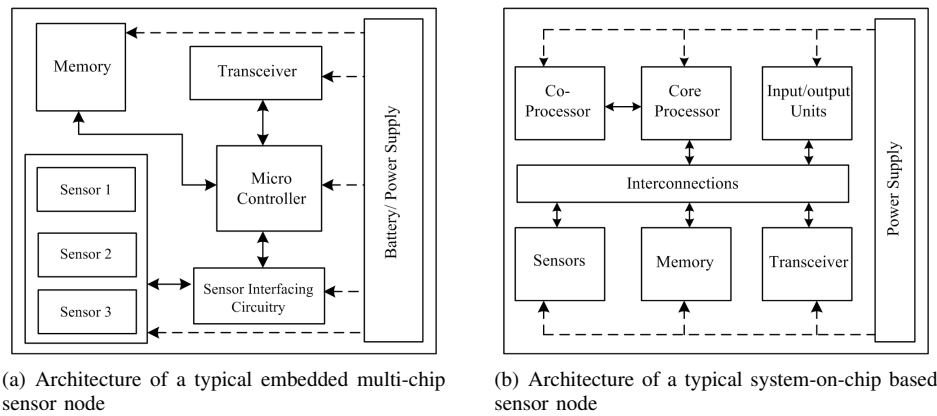 Memory
Transceiver
Micro
Controller
Sensor 1
Sensor 2
Sensor 3
Sensor Interfacing
Circuitry
Battery/ Power Supply
(a) Architecture of a typical embedded multi-chip
sensor node
Co-
Processor
Core
Processor
Input/output
Units
Interconnections
Sensors
Memory
Transceiver
Power Supply
(b) Architecture of a typical system-on-chip based
sensor node